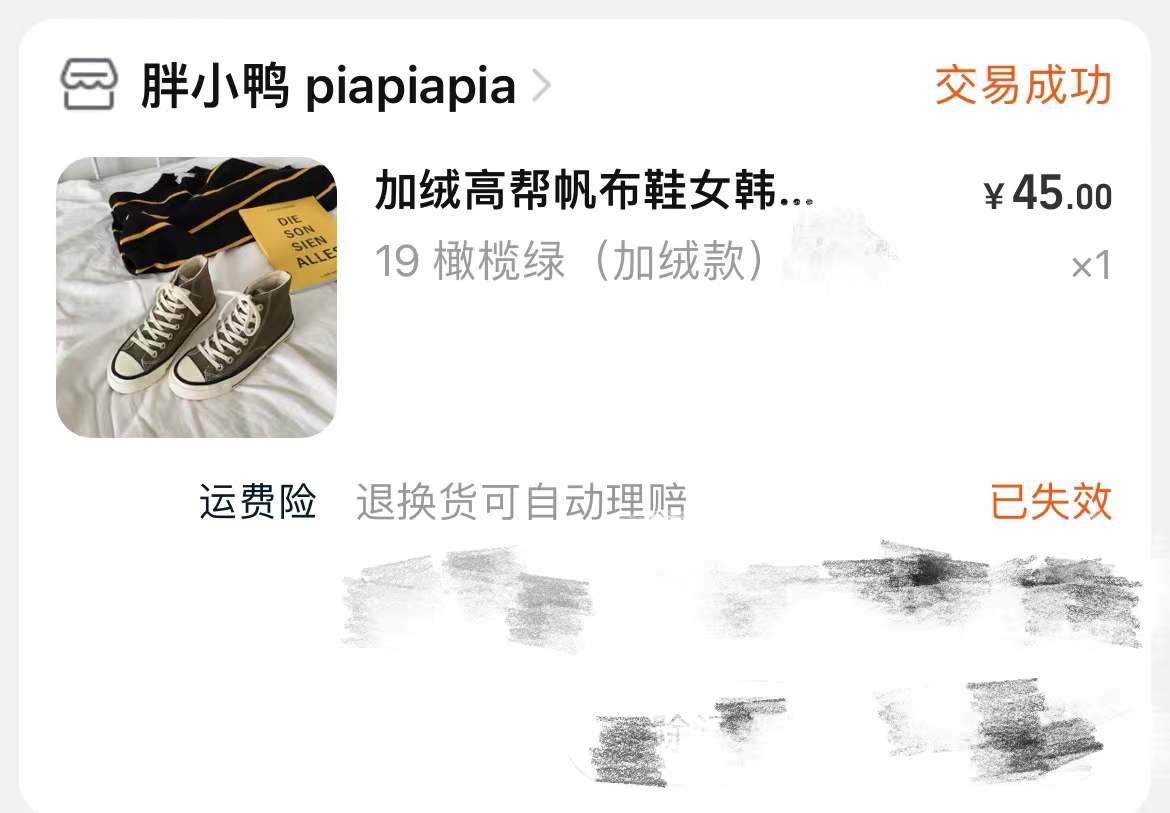 胖小鸭 piapiapia
交易成功
加绒高帮帆布鞋女韩...
¥45.00
19 橄榄绿（加绒款）
×1
DIE
SON
SIEN
ALLES
运费险 退换货可自动理赔 已失效